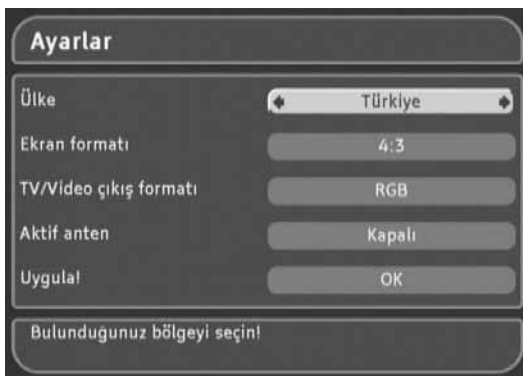 Ayarlar
Ülke Türkiye
Ekran formatı 4:3
TV/Video çıkış formatı RGB
Aktif anten Kapalı
Uygula! OK
Bulunduğunuz bölgeyi seçin!